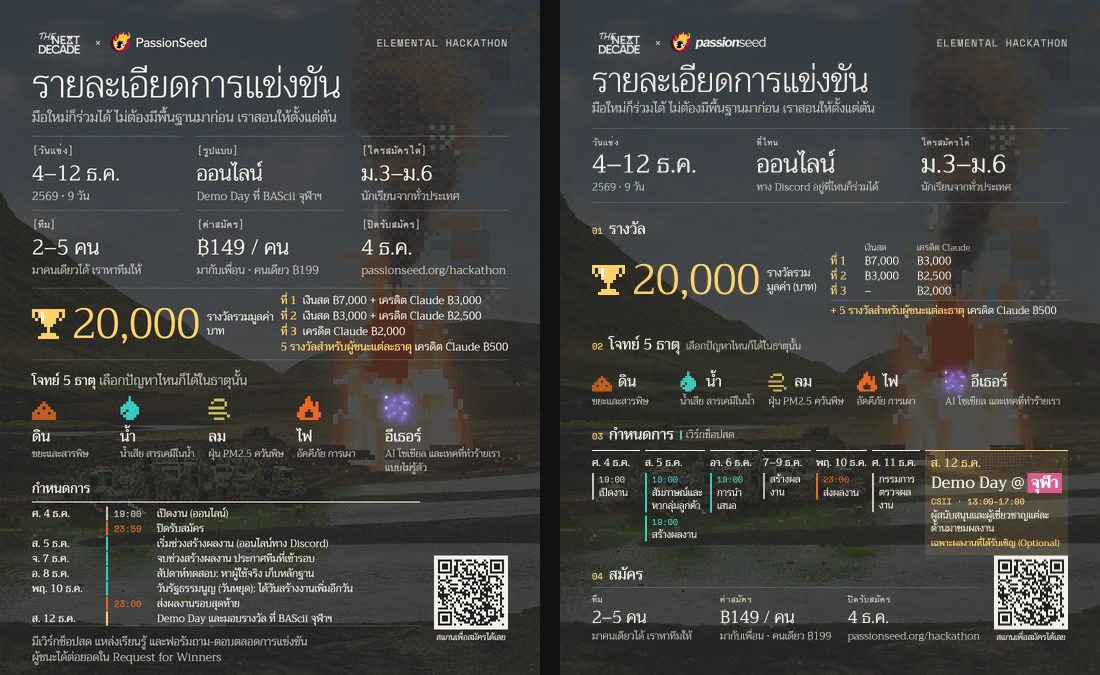 THE NEXT DECADE × PassionSeed
ELEMENTAL HACKATHON
รายละเอียดการแข่งขัน
มือใหม่ก็ร่วมได้ ไม่ต้องมีพื้นฐานมาก่อน เราสอนให้ตั้งแต่ต้น
[วันแข่ง]
4–12 ธ.ค.
2569 · 9 วัน
[รูปแบบ]
ออนไลน์
Demo Day ที่ BAScii จุฬาฯ
[ใครสมัครได้]
ม.3–ม.6
นักเรียนจากทั่วประเทศ
[ทีม]
2–5 คน
มาคนเดียวได้ เราหาทีมให้
[ค่าสมัคร]
฿149 / คน
มากับเพื่อน · คนเดียว ฿199
[ปิดรับสมัคร]
4 ธ.ค.
passionseed.org/hackathon
20,000
รางวัลรวมมูลค่า
บาท
ที่ 1 เงินสด ฿7,000 + เครดิต Claude ฿3,000
ที่ 2 เงินสด ฿3,000 + เครดิต Claude ฿2,500
ที่ 3 เครดิต Claude ฿2,000
5 รางวัลสำหรับผู้ชนะแต่ละธาตุ เครดิต Claude ฿500
โจทย์ 5 ธาตุ เลือกปัญหาไหนก็ได้ในธาตุนั้น
ดิน
ขยะและสารพิษ
น้ำ
น้ำเสีย สารเคมีในน้ำ
ลม
ฝุ่น PM2.5 ควันพิษ
ไฟ
อัคคีภัย การเผา
อีเธอร์
AI โซเชียล และเทคที่ทำร้ายเรา
แบบไม่รู้ตัว
กำหนดการ
ศ. 4 ธ.ค. 19:00 เปิดงาน (ออนไลน์)
23:59 ปิดรับสมัคร
ส. 5 ธ.ค. เริ่มช่วงสร้างผลงาน (ออนไลน์ทาง Discord)
จ. 7 ธ.ค. จบช่วงสร้างผลงาน ประกาศทีมที่เข้ารอบ
อ. 8 ธ.ค. สัปดาห์ทดสอบ: หาผู้ใช้จริง เก็บหลักฐาน
พฤ. 10 ธ.ค. วันรัฐธรรมนูญ (วันหยุด): ได้วันสร้างงานเพิ่มอีกวัน
23:00 ส่งผลงานรอบสุดท้าย
ส. 12 ธ.ค. Demo Day และมอบรางวัล ที่ BAScii จุฬาฯ
สแกนเพื่อสมัครได้เลย
มีเวิร์กช็อปสด แหล่งเรียนรู้ และฟอรัมถาม-ตอบตลอดการแข่งขัน
ผู้ชนะได้ต่อยอดใน Request for Winners
THE NEXT DECADE × passionseed
ELEMENTAL HACKATHON
รายละเอียดการแข่งขัน
มือใหม่ก็ร่วมได้ ไม่ต้องมีพื้นฐานมาก่อน เราสอนให้ตั้งแต่ต้น
วันแข่ง
4–12 ธ.ค.
2569 · 9 วัน
ที่ไหน
ออนไลน์
ทาง Discord อยู่ที่ไหนก็ร่วมได้
ใครสมัครได้
ม.3–ม.6
นักเรียนจากทั่วประเทศ
01 รางวัล
20,000
รางวัลรวม
มูลค่า (บาท)
เงินสด เครดิต Claude
ที่ 1 ฿7,000 ฿3,000
ที่ 2 ฿3,000 ฿2,500
ที่ 3 – ฿2,000
+ 5 รางวัลสำหรับผู้ชนะแต่ละธาตุ เครดิต Claude ฿500
02 โจทย์ 5 ธาตุ เลือกปัญหาไหนก็ได้ในธาตุนั้น
ดิน
ขยะและสารพิษ
น้ำ
น้ำเสีย สารเคมีในน้ำ
ลม
ฝุ่น PM2.5 ควันพิษ
ไฟ
อัคคีภัย การเผา
อีเธอร์
AI โซเชียล และเทคที่ทำร้ายเรา
03 กำหนดการ เวิร์กช็อปสด
ศ. 4 ธ.ค.
19:00
เปิดงาน
ส. 5 ธ.ค.
19:00
สัมภาษณ์และ
หากลุ่มลูกค้า
19:00
สร้างผลงาน
อา. 6 ธ.ค.
19:00
การนำ
เสนอ
7–9 ธ.ค.
สร้างผล
งาน
พฤ. 10 ธ.ค.
23:00
ส่งผลงาน
ศ. 11 ธ.ค.
กรรมการ
ตรวจผล
งาน
ส. 12 ธ.ค.
Demo Day @ จุฬา
CSII · 13:00–17:00
ผู้สนับสนุนและผู้เชี่ยวชาญแต่ละ
ด้านมาชมผลงาน
เฉพาะผลงานที่ได้รับเชิญ (Optional)
04 สมัคร
ทีม
2–5 คน
มาคนเดียวได้ เราหาทีมให้
ค่าสมัคร
฿149 / คน
มากับเพื่อน · คนเดียว ฿199
ปิดรับสมัคร
4 ธ.ค.
passionseed.org/hackathon
สแกนเพื่อสมัครได้เลย